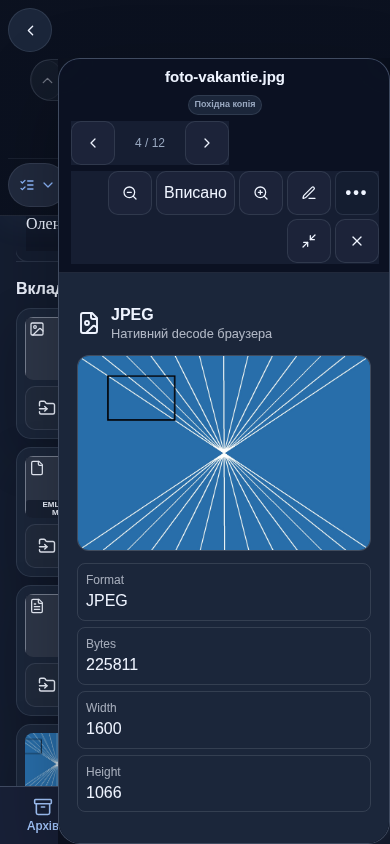 foto-vakantie.jpg
Похідна копія
4 / 12
Вписано
Олен
Вклад
JPEG
Нативний decode браузера
EML
M
Format
JPEG
Bytes
225811
Width
1600
Height
1066
Архів